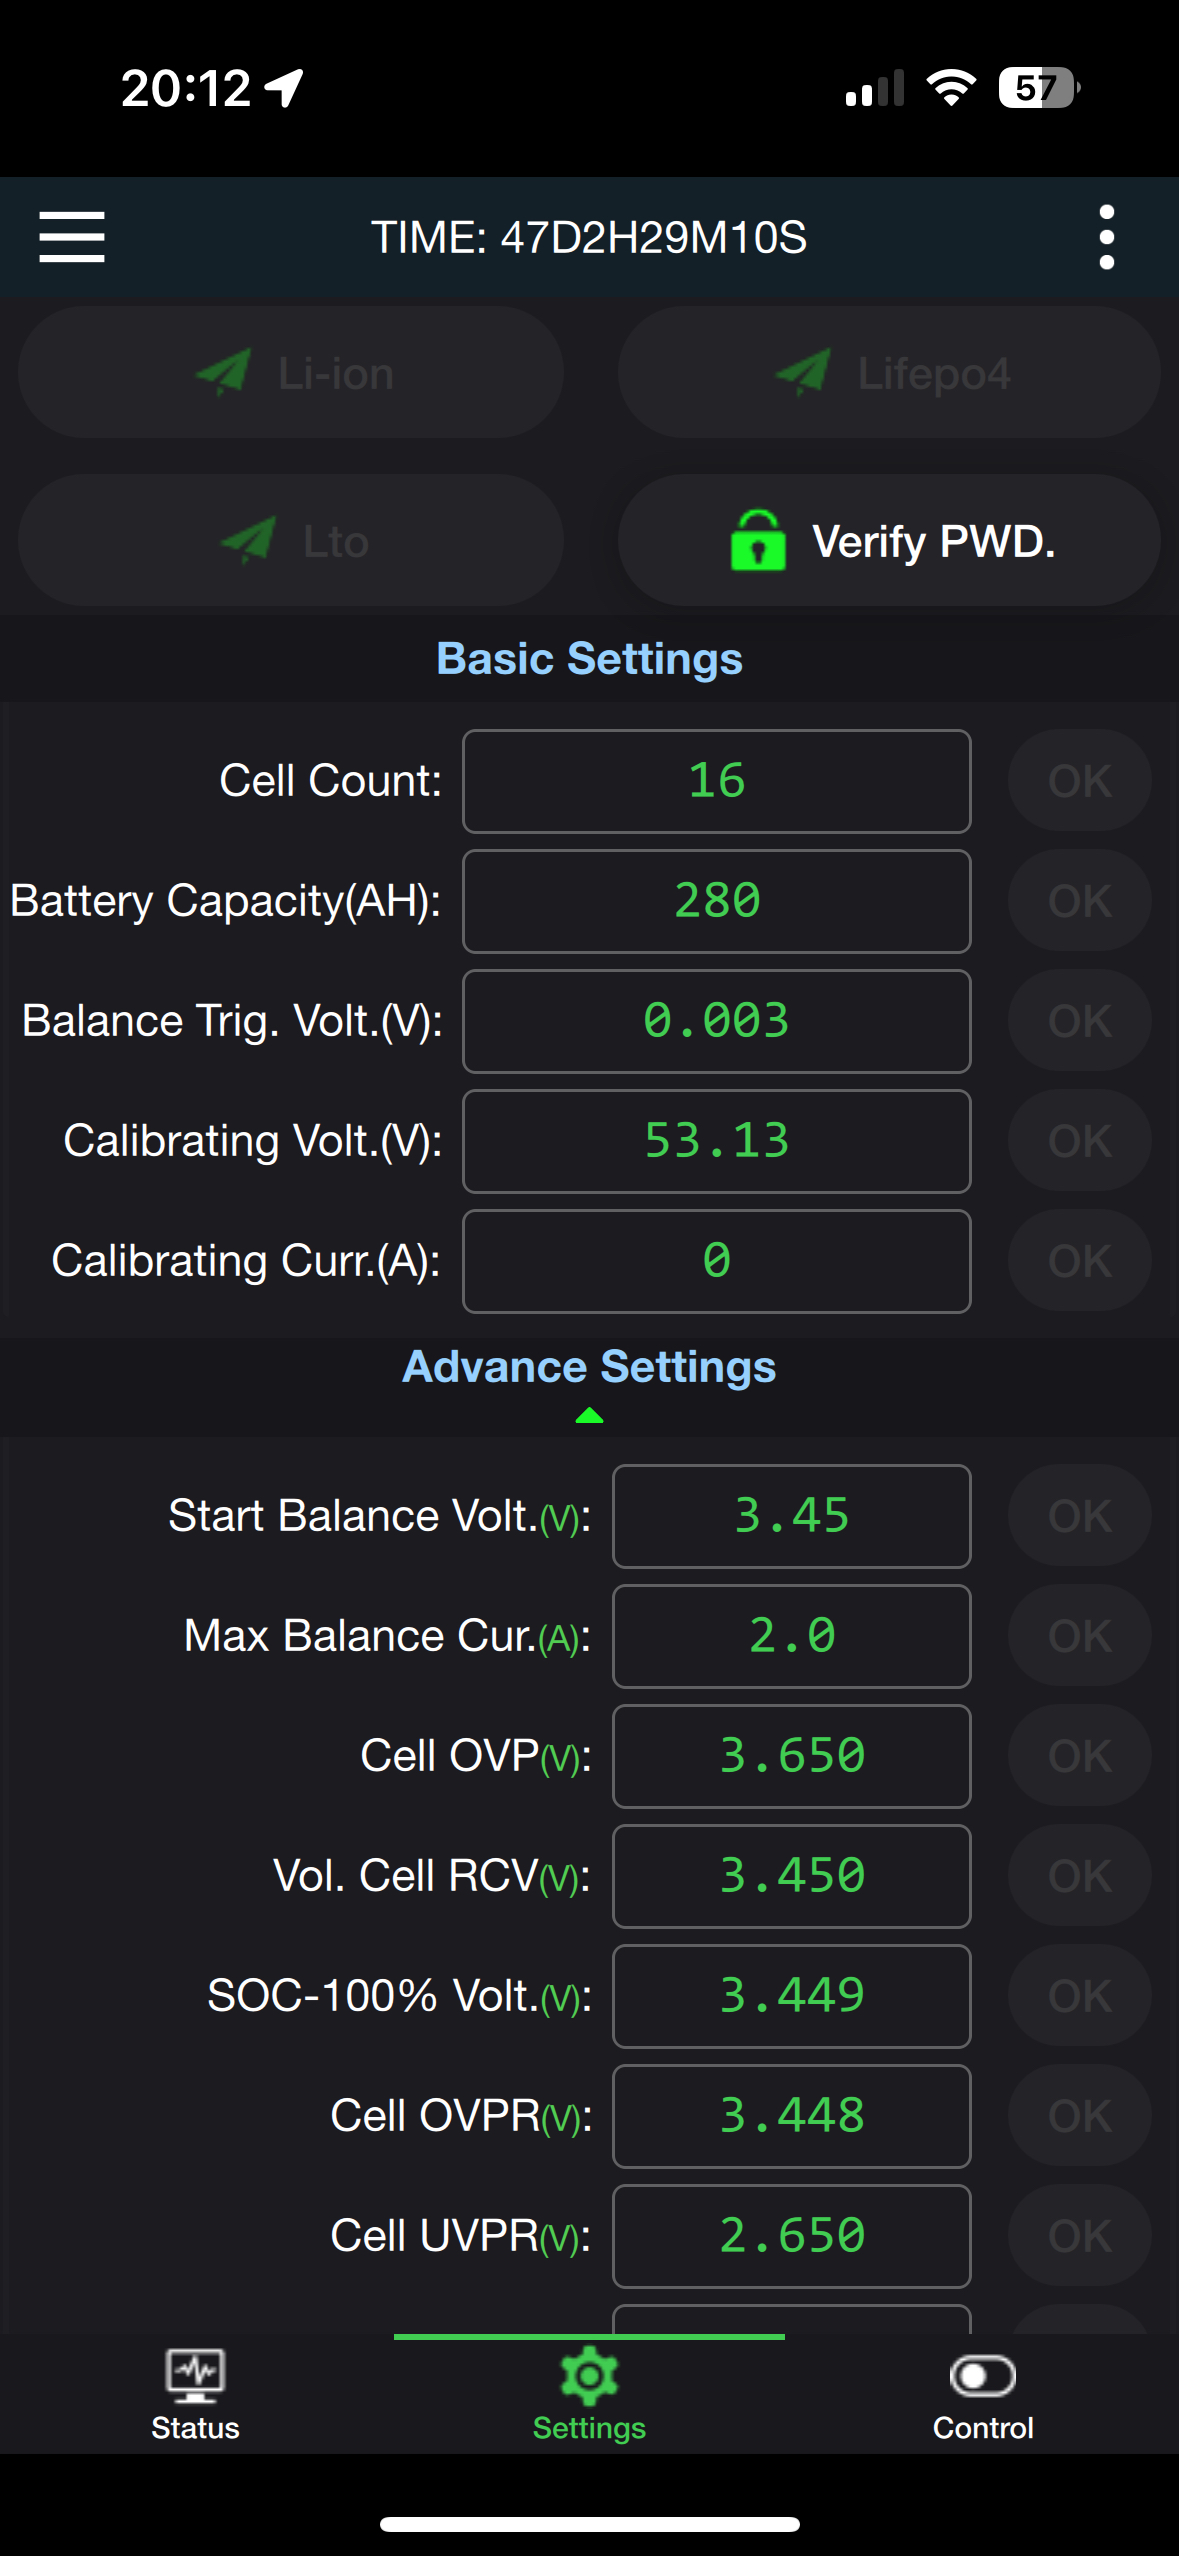 20:12
57
TIME: 47D2H29M10S
Li-ion
Lifepo4
Lto
Verify PWD.
Basic Settings
Cell Count: 16 OK
Battery Capacity(AH): 280 OK
Balance Trig. Volt.(V): 0.003 OK
Calibrating Volt.(V): 53.13 OK
Calibrating Curr.(A): 0 OK
Advance Settings
Start Balance Volt.(V): 3.45 OK
Max Balance Cur.(A): 2.0 OK
Cell OVP(V): 3.650 OK
Vol. Cell RCV(V): 3.450 OK
SOC-100% Volt.(V): 3.449 OK
Cell OVPR(V): 3.448 OK
Cell UVPR(V): 2.650 OK
Status
Settings
Control